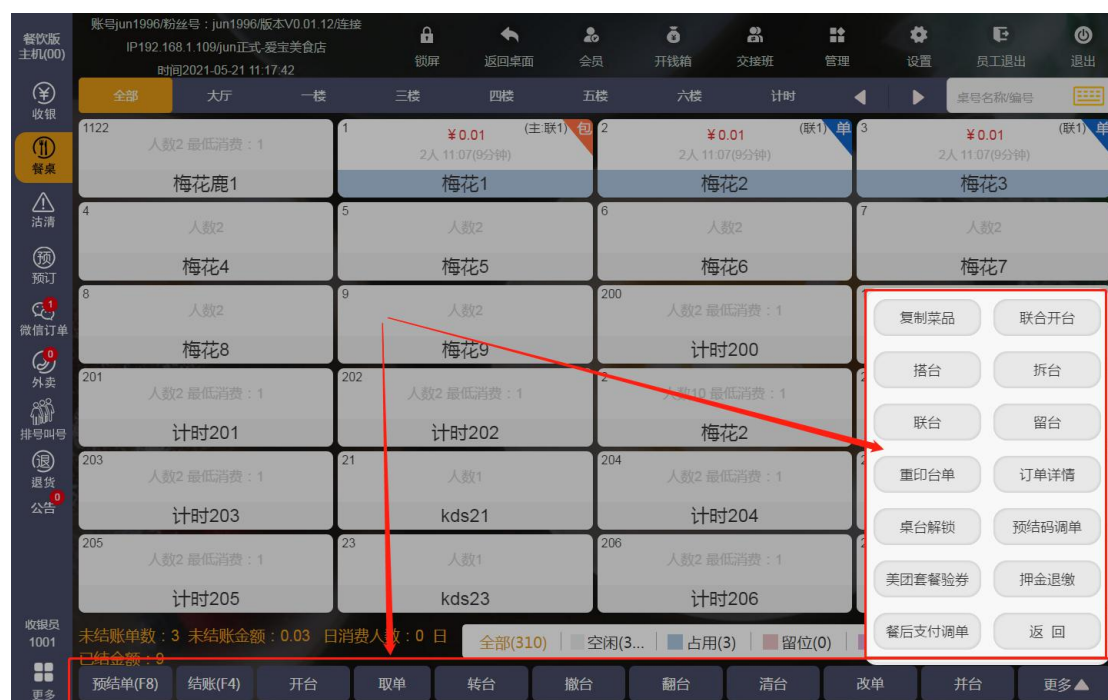 餐饮版
主机(00)
账号jun1996/粉丝号：jun1996/版本V0.01.12/连接
IP192.168.1.109/jun正式-爱宝美食店
时间2021-05-21 11:17:42
锁屏 返回桌面 会员 开钱箱 交接班 管理 设置 员工退出 退出
收银
餐桌
沽清
预
预订
1
微信订单
0
外卖
排号叫号
退
退货
0
公告
收银员
1001
更多
全部 大厅 一楼 三楼 四楼 五楼 六楼 计时 桌号名称/编号
1122
人数2 最低消费：1
梅花鹿1
1 ¥0.01 (主:联1) 包
2人 11:07(9分钟)
梅花1
2 ¥0.01 (联1) 单
2人 11:07(9分钟)
梅花2
3 ¥0.01 (联1) 单
2人 11:07(9分钟)
梅花3
4
人数2
梅花4
5
人数2
梅花5
6
人数2
梅花6
7
人数2
梅花7
8
人数2
梅花8
9
人数2
梅花9
200
人数2 最低消费：1
计时200
201
人数2 最低消费：1
计时201
202
人数2 最低消费：1
计时202
2
人数10 最低消费：1
梅花2
203
人数2 最低消费：1
计时203
21
人数1
kds21
204
人数2 最低消费：1
计时204
205
人数2 最低消费：1
计时205
23
人数1
kds23
206
人数2 最低消费：1
计时206
复制菜品 联合开台
搭台 拆台
联台 留台
重印台单 订单详情
桌台解锁 预结码调单
美团套餐验券 押金退缴
餐后支付调单 返 回
未结账单数：3 未结账金额：0.03 日消费人数：0 日
已结金额：9
全部(310) 空闲(3... 占用(3) 留位(0)
预结单(F8) 结账(F4) 开台 取单 转台 撤台 翻台 清台 改单 并台 更多▲